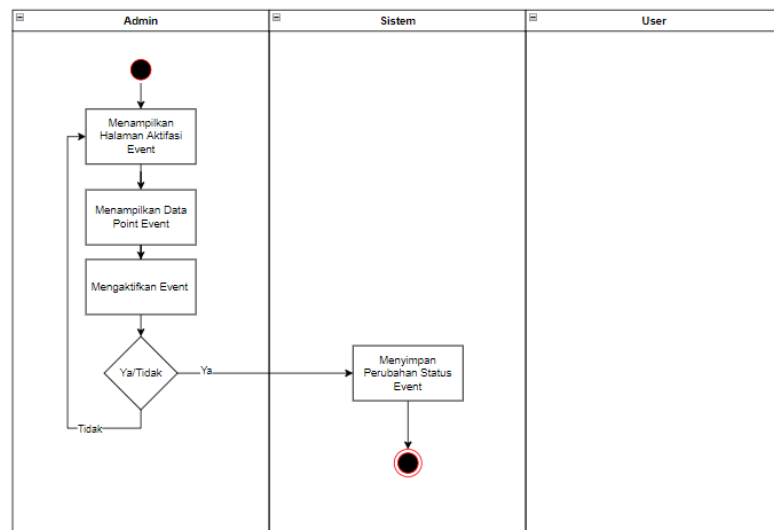 Admin
Sistem
User
Menampilkan
Halaman Aktifasi
Event
Menampilkan Data
Point Event
Mengaktifkan Event
Ya/Tidak
Ya
Menyimpan
Perubahan Status
Event
Tidak